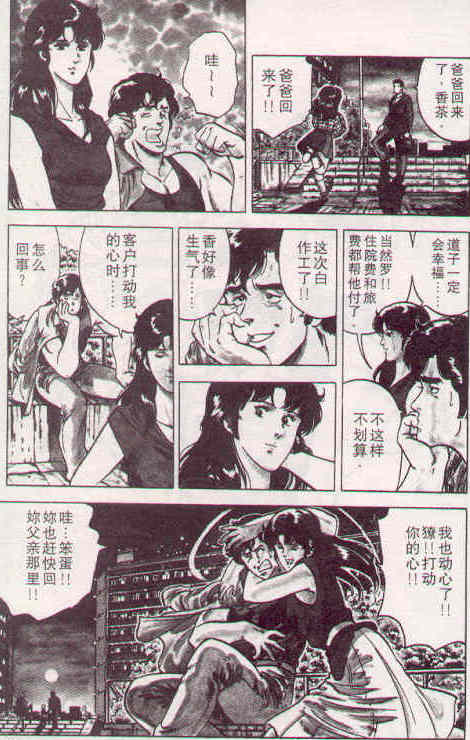 爸爸回来
了．香茶．
爸爸回
来了!!
哇～～
道子一定
会幸福……
当然罗!!
住院费和旅
费都帮他付了．
不这样
不划算．
这次白
作工了!!
香好像
生气了……
客户打动我
的心时……
怎么
回事？
我也动心了!!
獠!!打动
你的心!!
哇…笨蛋!!
妳也赶快回
妳父亲那里!!